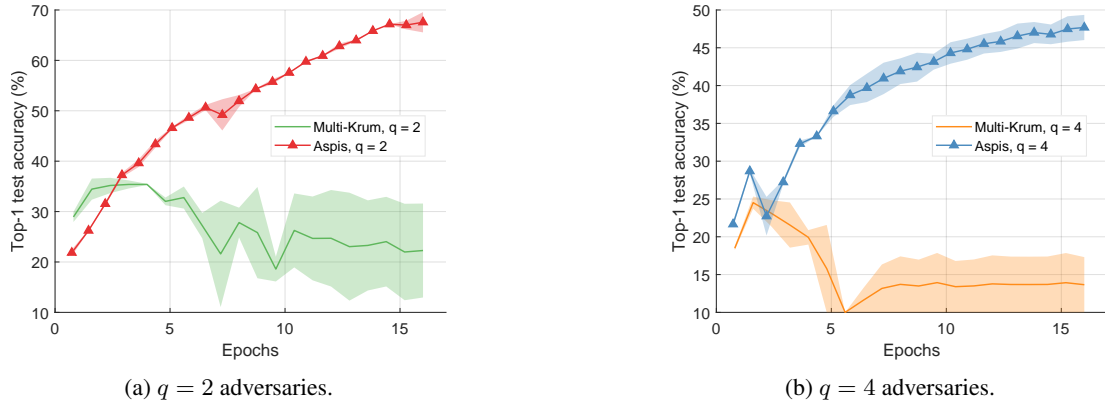 70
60
50
40
30
20
10
0
5
10
15
Top-1 test accuracy (%)
Epochs
Multi-Krum, q = 2
Aspis, q = 2
(a) q = 2 adversaries.
50
45
40
35
30
25
20
15
10
0
5
10
15
Top-1 test accuracy (%)
Epochs
Multi-Krum, q = 4
Aspis, q = 4
(b) q = 4 adversaries.